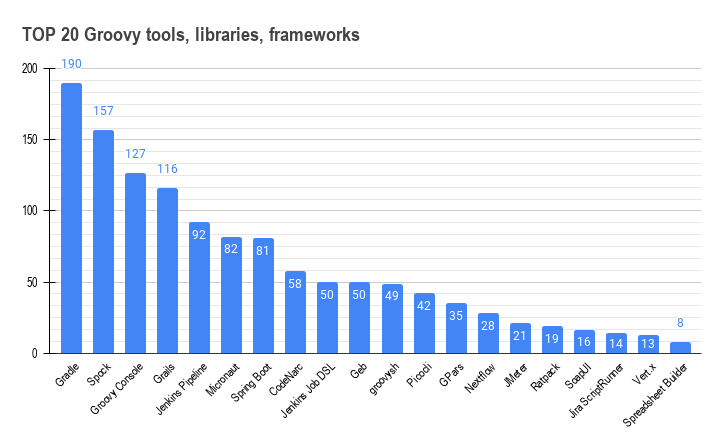 TOP 20 Groovy tools, libraries, frameworks
200
150
100
50
0
190
157
127
116
92
82
81
58
50
50
49
42
35
28
21
19
16
14
13
8
Gradle
Spock
Groovy Console
Grails
Jenkins Pipeline
Micronaut
Spring Boot
CodeNarc
Jenkins Job DSL
Geb
groovysh
Picocli
GPars
Nextflow
JMeter
Ratpack
SoapUI
Jira ScriptRunner
Vert.x
Spreadsheet Builder